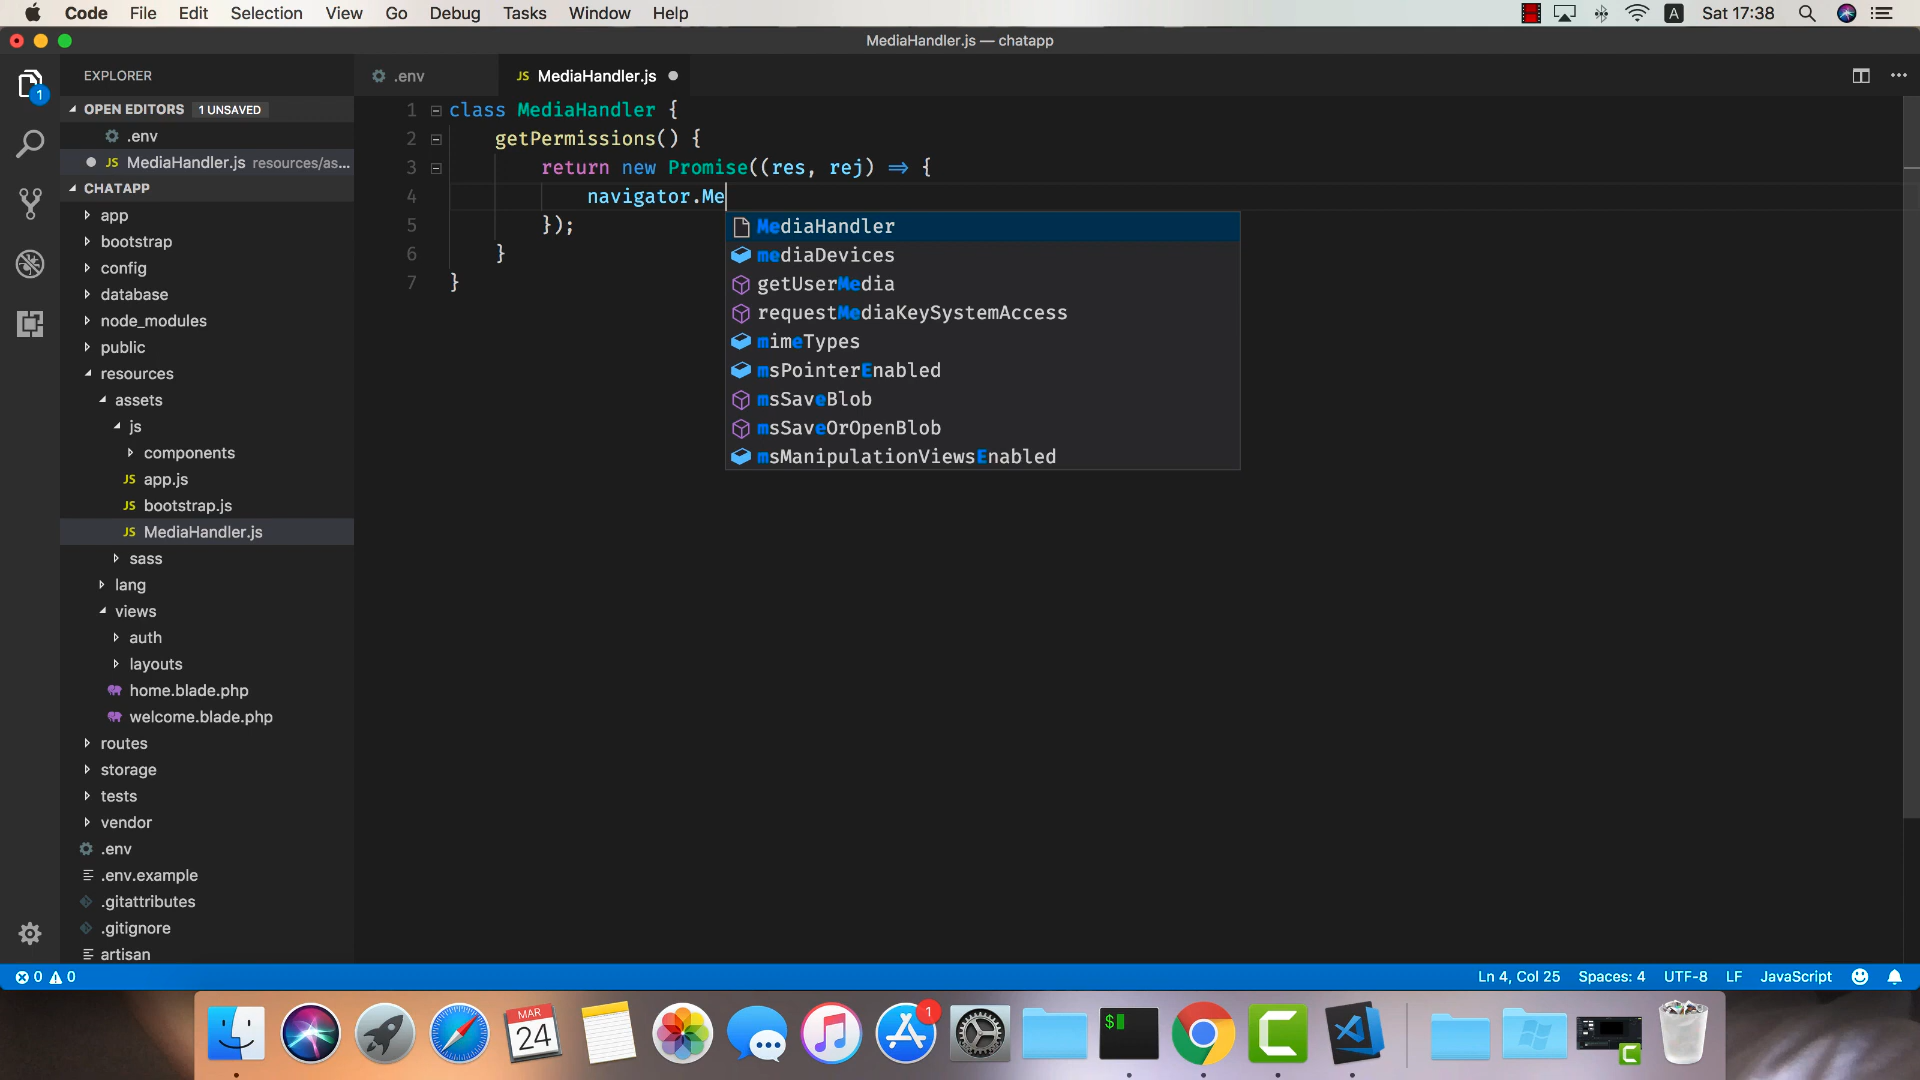 Code File Edit Selection View Go Debug Tasks Window Help A Sat 17:38
MediaHandler.js — chatapp
EXPLORER
OPEN EDITORS 1 UNSAVED
.env
JS MediaHandler.js resources/as...
CHATAPP
app
bootstrap
config
database
node_modules
public
resources
assets
js
components
JS app.js
JS bootstrap.js
JS MediaHandler.js
sass
lang
views
auth
layouts
home.blade.php
welcome.blade.php
routes
storage
tests
vendor
.env
.env.example
.gitattributes
.gitignore
artisan
1
.env
JS MediaHandler.js
1 class MediaHandler {
2 getPermissions() {
3 return new Promise((res, rej) => {
4 navigator.Me
5 });
6 }
7 }
MediaHandler
mediaDevices
getUserMedia
requestMediaKeySystemAccess
mimeTypes
msPointerEnabled
msSaveBlob
msSaveOrOpenBlob
msManipulationViewsEnabled
0 0 Ln 4, Col 25 Spaces: 4 UTF-8 LF JavaScript
MAR
24
1
$
C
C